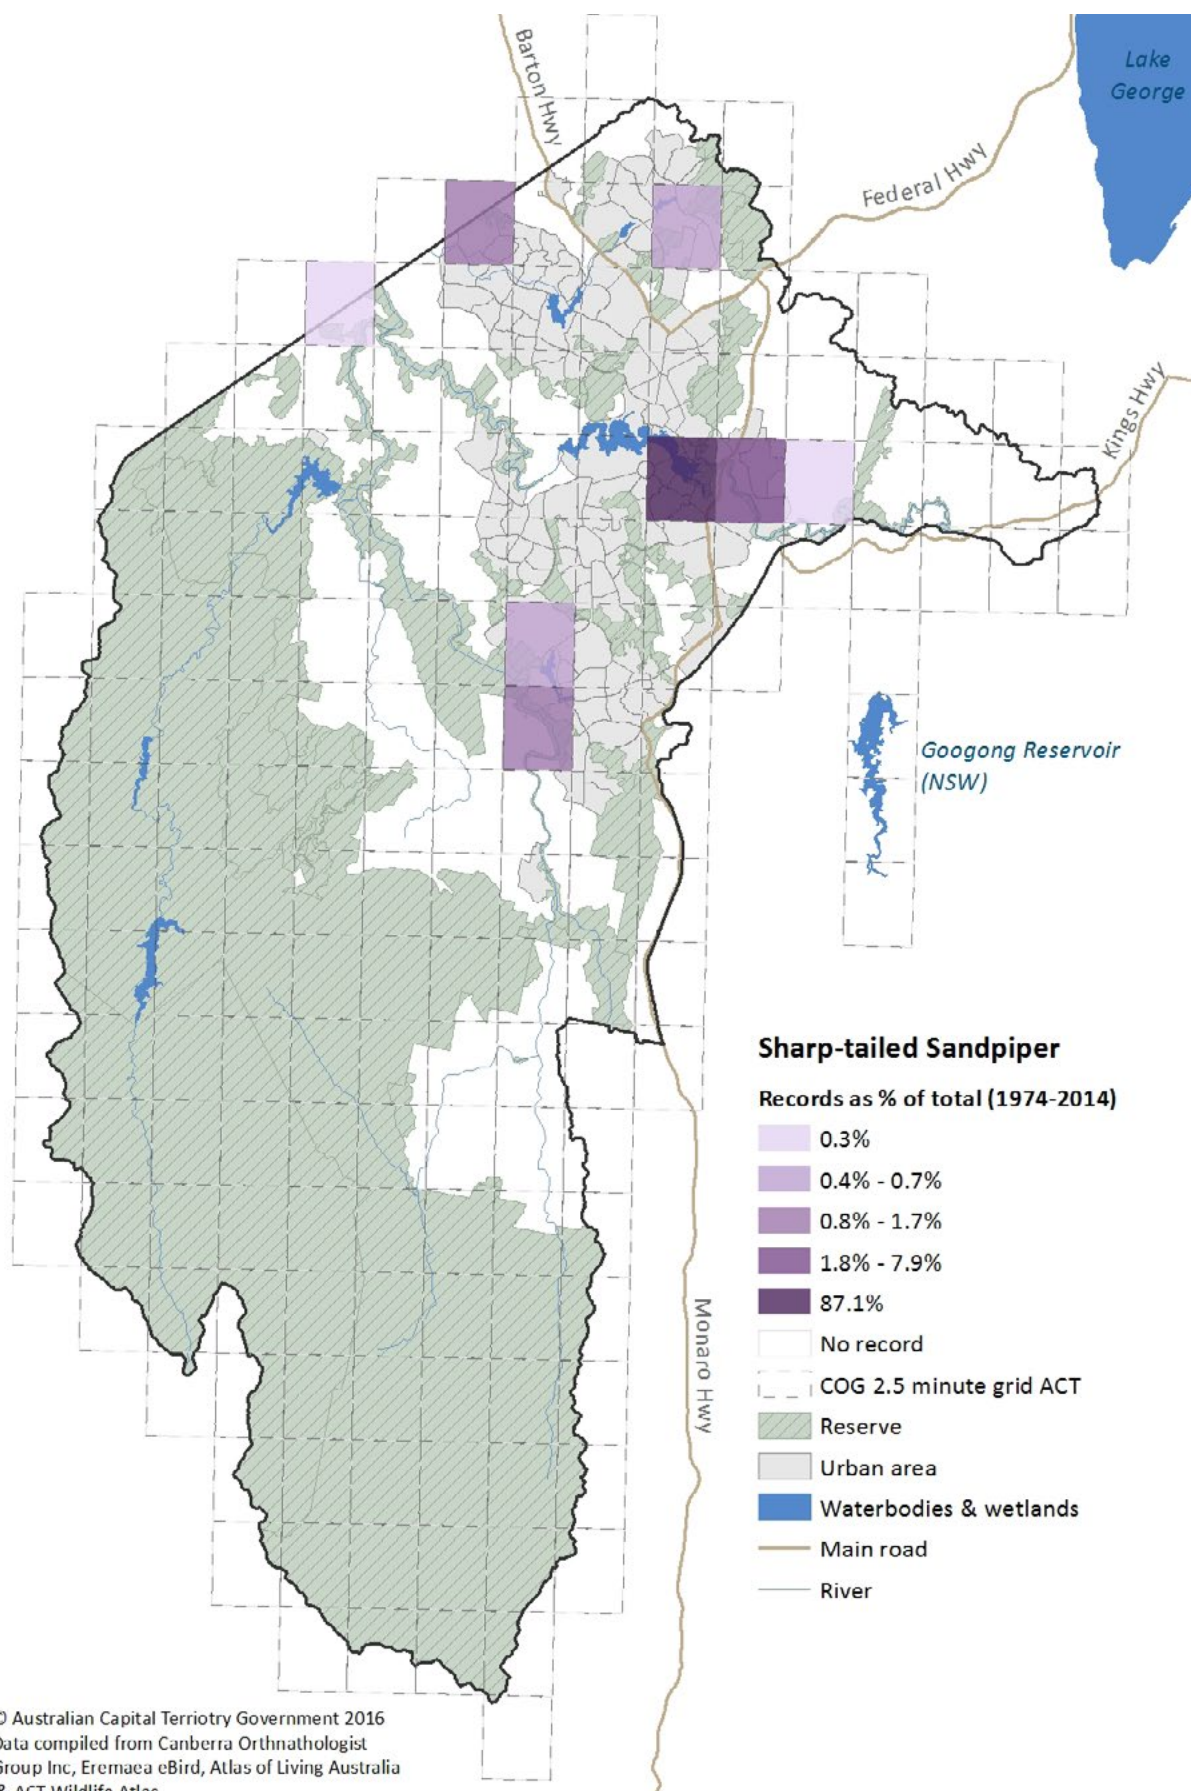 Barton Hwy
Lake
George
Federal Hwy
Kings Hwy
Googong Reservoir
(NSW)
Monaro Hwy
Sharp-tailed Sandpiper
Records as % of total (1974-2014)
0.3%
0.4% - 0.7%
0.8% - 1.7%
1.8% - 7.9%
87.1%
No record
COG 2.5 minute grid ACT
Reserve
Urban area
Waterbodies & wetlands
Main road
River
© Australian Capital Terriotry Government 2016
Data compiled from Canberra Orthnathologist
Group Inc, Eremaea eBird, Atlas of Living Australia
& ACT Wildlife Atlas